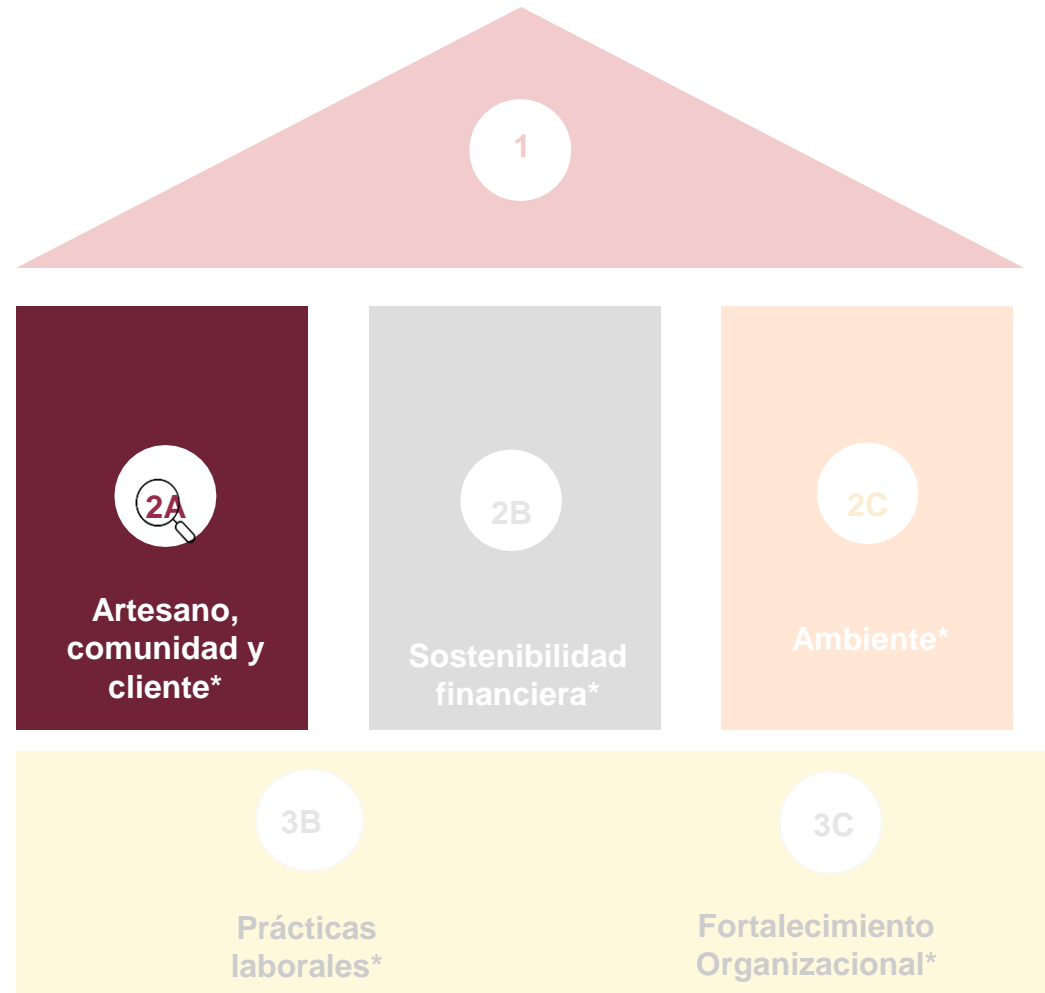 1
2A
Artesano,
comunidad y
cliente*
2B
Sostenibilidad
financiera*
2C
Ambiente*
3B
Prácticas
laborales*
3C
Fortalecimiento
Organizacional*